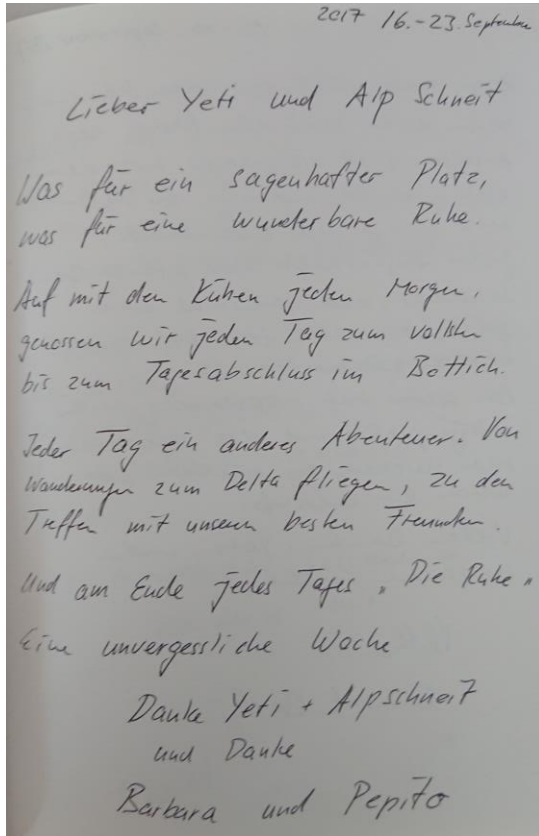 2017 16.-23. September
Lieber Yeti und Alp Schneit
Was für ein sagenhafter Platz,
was für eine wunderbare Ruhe.
Auf mit den Kühen jeden Morgen,
genossen wir jeden Tag zum vollsten
bis zum Tagesabschluss im Bottich.
Jeder Tag ein anderes Abenteuer. Von
Wanderungen zum Delta fliegen, zu den
Treffen mit unseren besten Freunden.
Und am Ende jedes Tages „Die Ruhe"
Eine unvergessliche Woche
Danke Yeti + Alpschneit
und Danke
Barbara und Pepito